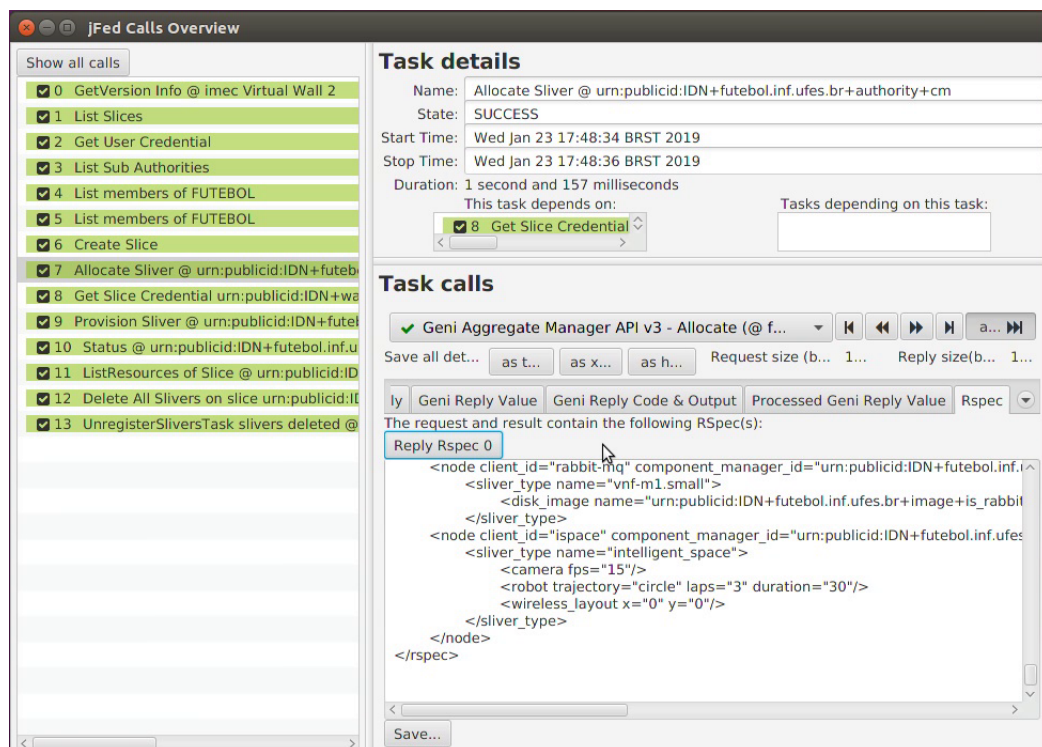 jFed Calls Overview
Show all calls
0 GetVersion Info @ imec Virtual Wall 2
1 List Slices
2 Get User Credential
3 List Sub Authorities
4 List members of FUTEBOL
5 List members of FUTEBOL
6 Create Slice
7 Allocate Sliver @ urn:publicid:IDN+futeb
8 Get Slice Credential urn:publicid:IDN+wa
9 Provision Sliver @ urn:publicid:IDN+futel
10 Status @ urn:publicid:IDN+futebol.inf.u
11 ListResources of Slice @ urn:publicid:ID
12 Delete All Slivers on slice urn:publicid:I
13 UnregisterSliversTask slivers deleted @
Task details
Name: Allocate Sliver @ urn:publicid:IDN+futebol.inf.ufes.br+authority+cm
State: SUCCESS
Start Time: Wed Jan 23 17:48:34 BRST 2019
Stop Time: Wed Jan 23 17:48:36 BRST 2019
Duration: 1 second and 157 milliseconds
This task depends on: Tasks depending on this task:
8 Get Slice Credential
Task calls
Geni Aggregate Manager API v3 - Allocate (@ f... a...
Save all det... as t... as x... as h... Request size (b... 1... Reply size(b... 1...
ly Geni Reply Value Geni Reply Code & Output Processed Geni Reply Value Rspec
The request and result contain the following RSpec(s):
Reply Rspec 0
<node client_id="rabbit-mq" component_manager_id="urn:publicid:IDN+futebol.inf.
<sliver_type name="vnf-m1.small">
<disk_image name="urn:publicid:IDN+futebol.inf.ufes.br+image+is_rabbit
</sliver_type>
<node client_id="ispace" component_manager_id="urn:publicid:IDN+futebol.inf.ufes
<sliver_type name="intelligent_space">
<camera fps="15"/>
<robot trajectory="circle" laps="3" duration="30"/>
<wireless_layout x="0" y="0"/>
</sliver_type>
</node>
</rspec>
Save...